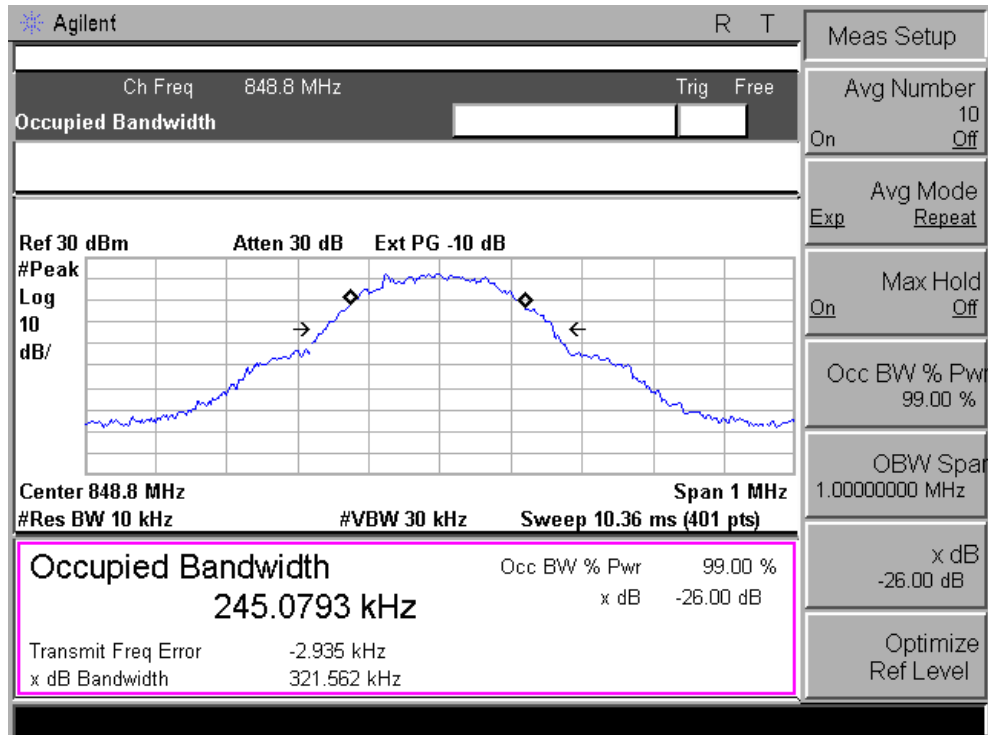 Agilent R T
Ch Freq 848.8 MHz Trig Free
Occupied Bandwidth
Ref 30 dBm Atten 30 dB Ext PG -10 dB
#Peak
Log
10
dB/
Center 848.8 MHz Span 1 MHz
#Res BW 10 kHz #VBW 30 kHz Sweep 10.36 ms (401 pts)
Occupied Bandwidth
245.0793 kHz
Occ BW % Pwr 99.00 %
x dB -26.00 dB
Transmit Freq Error -2.935 kHz
x dB Bandwidth 321.562 kHz
Meas Setup
Avg Number
10
On Off
Avg Mode
Exp Repeat
Max Hold
On Off
Occ BW % Pwr
99.00 %
OBW Span
1.00000000 MHz
x dB
-26.00 dB
Optimize
Ref Level